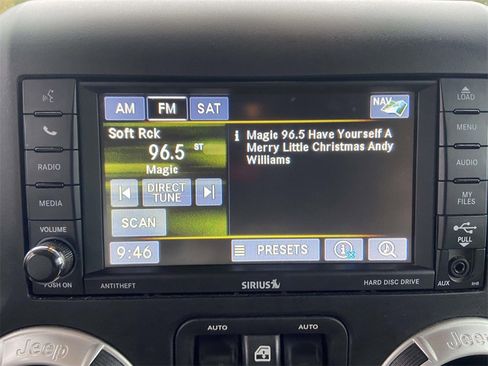 AM FM SAT NAV
Soft Rck
96.5 ST
Magic
i Magic 96.5 Have Yourself A
Merry Little Christmas Andy
Williams
DIRECT
TUNE
SCAN
9:46 PRESETS
RADIO
MEDIA
VOLUME
PUSH ON
LOAD
MENU
AUDIO
MY
FILES
PULL
AUX
ANTITHEFT SIRIUS HARD DISC DRIVE
AUTO AUTO
Jeep Jeep